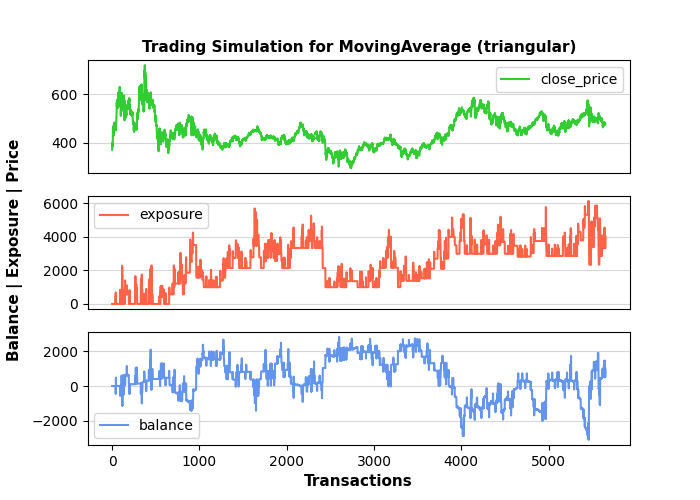 Trading Simulation for MovingAverage (triangular)
close_price
600
400
exposure
6000
4000
2000
0
balance
2000
0
−2000
0 1000 2000 3000 4000 5000
Transactions
Balance | Exposure | Price